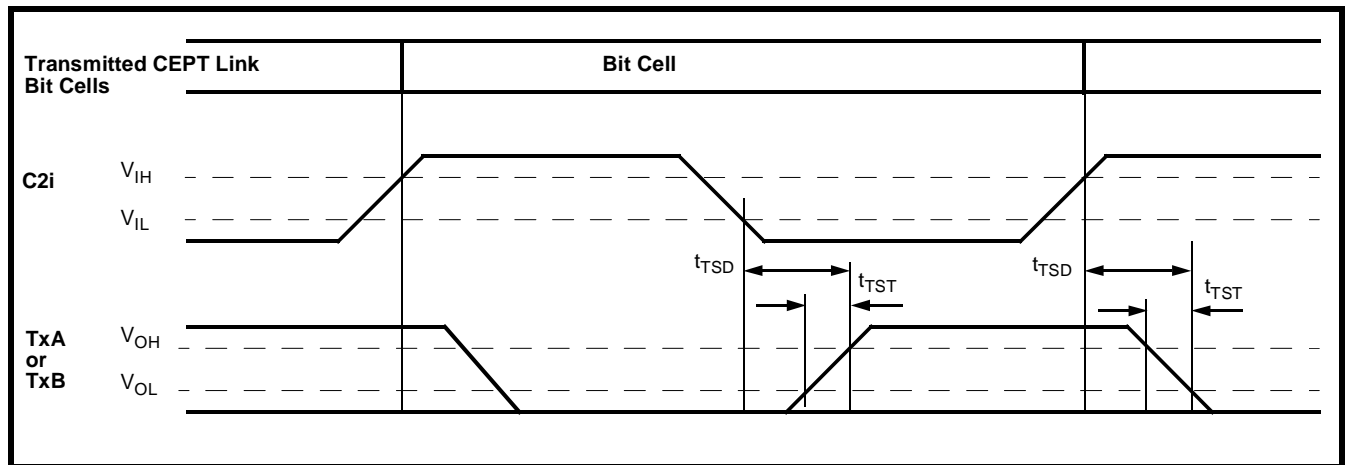 Transmitted CEPT Link
Bit Cells
Bit Cell
C2i
VIH
VIL
tTSD
tTST
tTSD
tTST
TxA
or
TxB
VOH
VOL